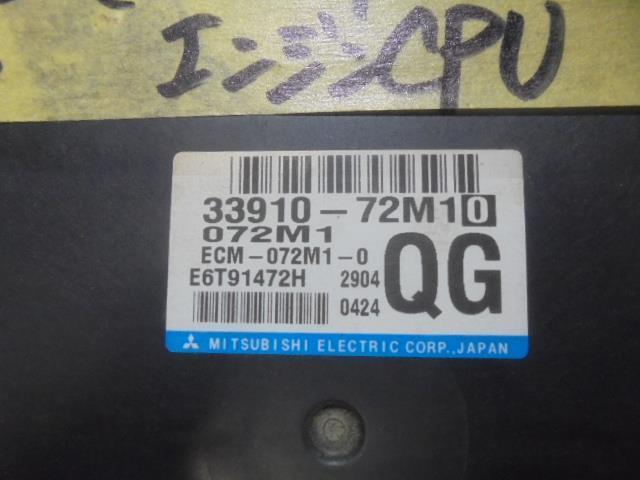 エンジンCPU
33910-72M10
072M1
ECM-072M1-0
E6T91472H 2904
0424
QG
MITSUBISHI ELECTRIC CORP., JAPAN